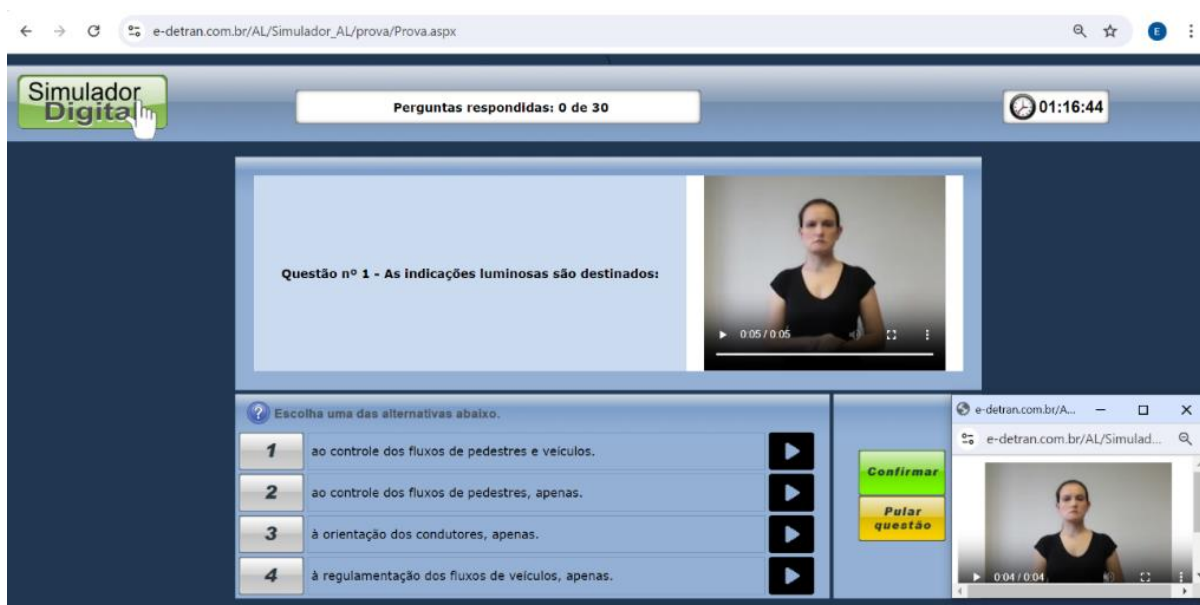 e-detran.com.br/AL/Simulador_AL/prova/Prova.aspx
E
Simulador
Digital
Perguntas respondidas: 0 de 30
01:16:44
Questão nº 1 - As indicações luminosas são destinados:
0:05 / 0:05
? Escolha uma das alternativas abaixo.
1 ao controle dos fluxos de pedestres e veículos.
2 ao controle dos fluxos de pedestres, apenas.
3 à orientação dos condutores, apenas.
4 à regulamentação dos fluxos de veículos, apenas.
Confirmar
Pular
questão
e-detran.com.br/A...
e-detran.com.br/AL/Simulad...
0:04 / 0:04